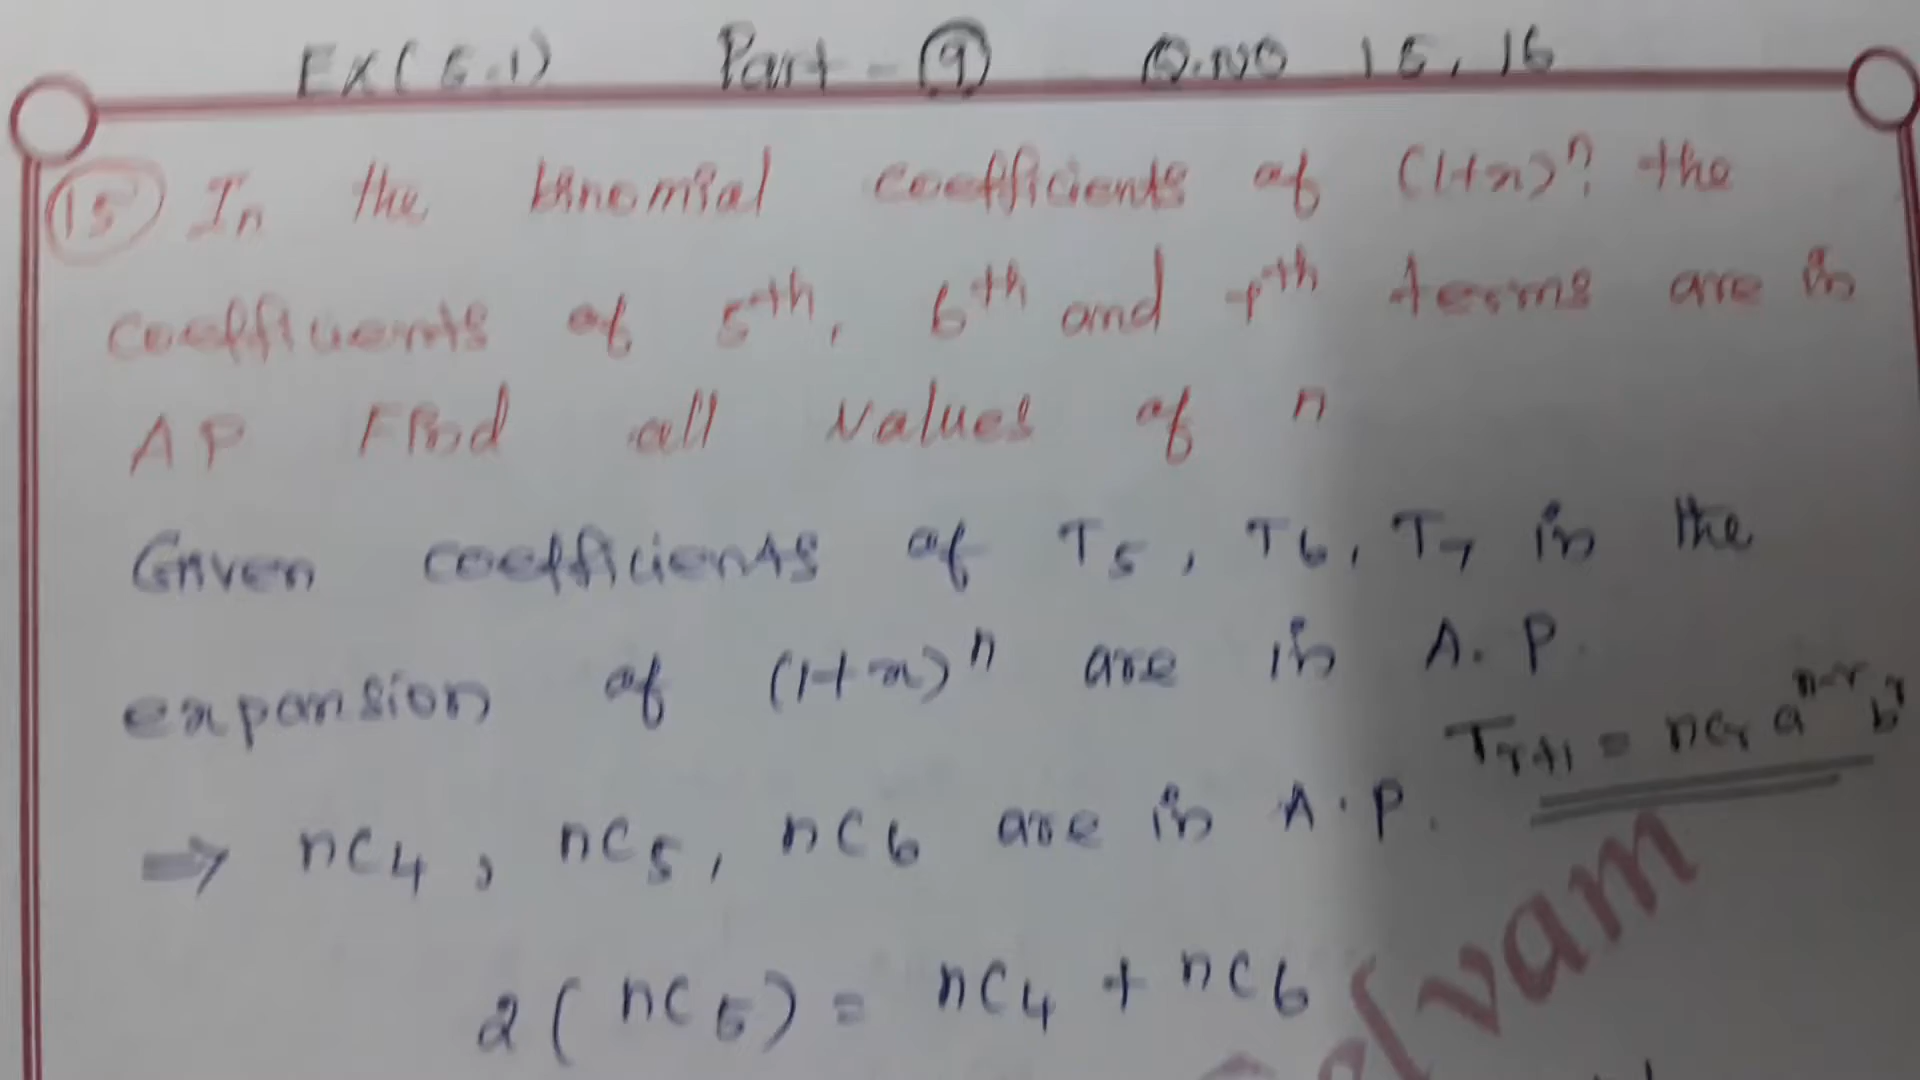 EX(5.1) Part - 9 Q.NO 15, 16
15 In the binomial coefficients of (1+x)ⁿ? the
coefficients of 5th, 6th and 7th terms are in
AP Find all values of n
Given coefficients of T5, T6, T7 in the
expansion of (1+x)ⁿ are in A.P.
Tr+1 = ncr aⁿ⁻ʳ bʳ
⇒ nC4, nC5, nC6 are in A.P.
2(nC5) = nC4 + nC6